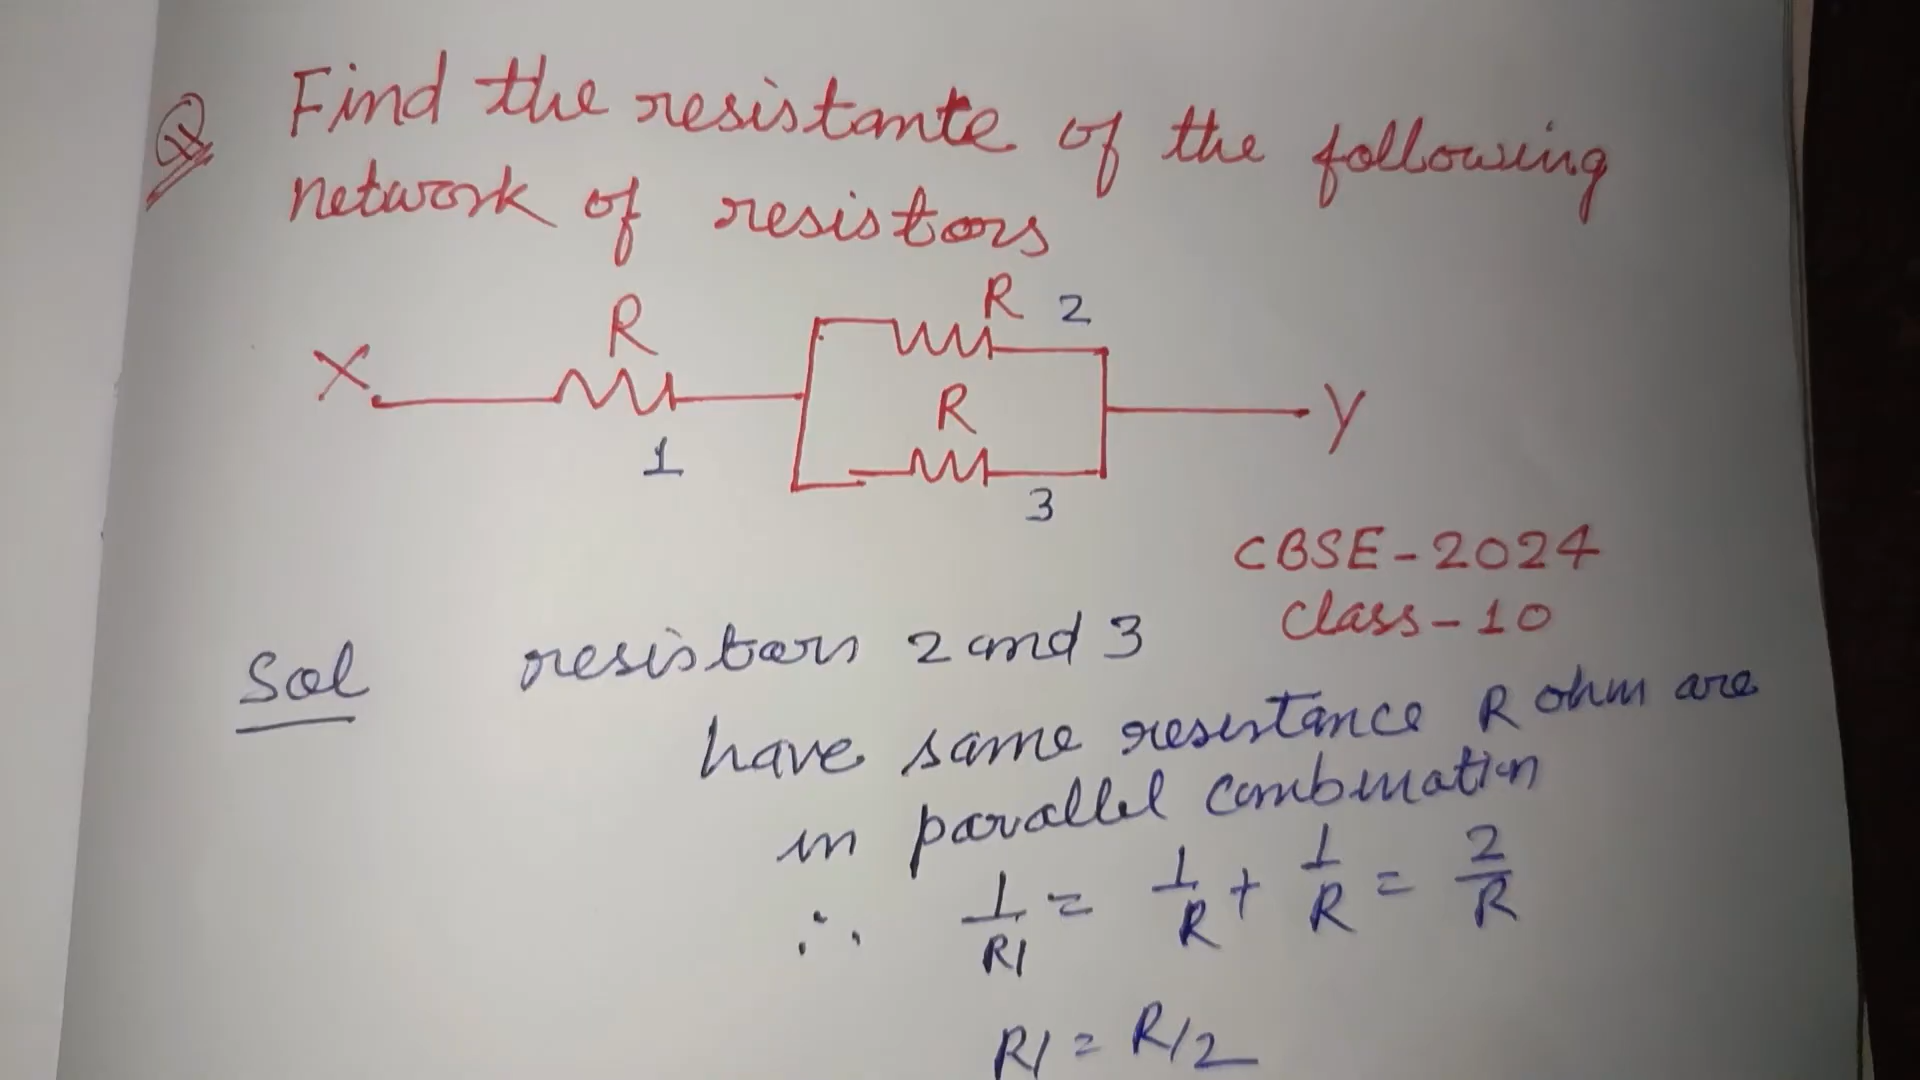 Q Find the resistante of the following
network of resistors
R 2
X R R Y
1
3
CBSE-2024
Class-10
Sol resistors 2 and 3
have same resistance R ohm are
in parallel combination
∴ 1/R1 = 1/R + 1/R = 2/R
R1 = R/2